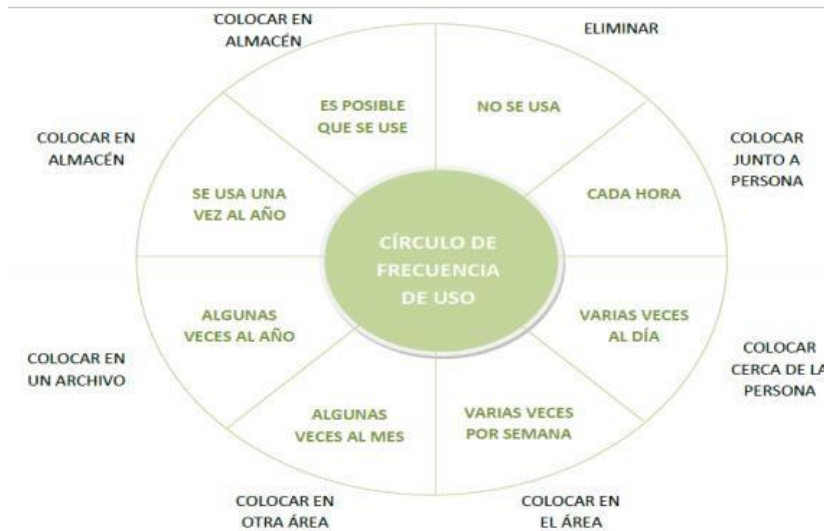 COLOCAR EN
ALMACÉN
ELIMINAR
ES POSIBLE
QUE SE USE
NO SE USA
COLOCAR EN
ALMACÉN
COLOCAR
JUNTO A
PERSONA
SE USA UNA
VEZ AL AÑO
CADA HORA
CÍRCULO DE
FRECUENCIA
DE USO
ALGUNAS
VECES AL AÑO
VARIAS VECES
AL DÍA
COLOCAR EN
UN ARCHIVO
COLOCAR
CERCA DE LA
PERSONA
ALGUNAS
VECES AL MES
VARIAS VECES
POR SEMANA
COLOCAR EN
OTRA ÁREA
COLOCAR EN
EL ÁREA